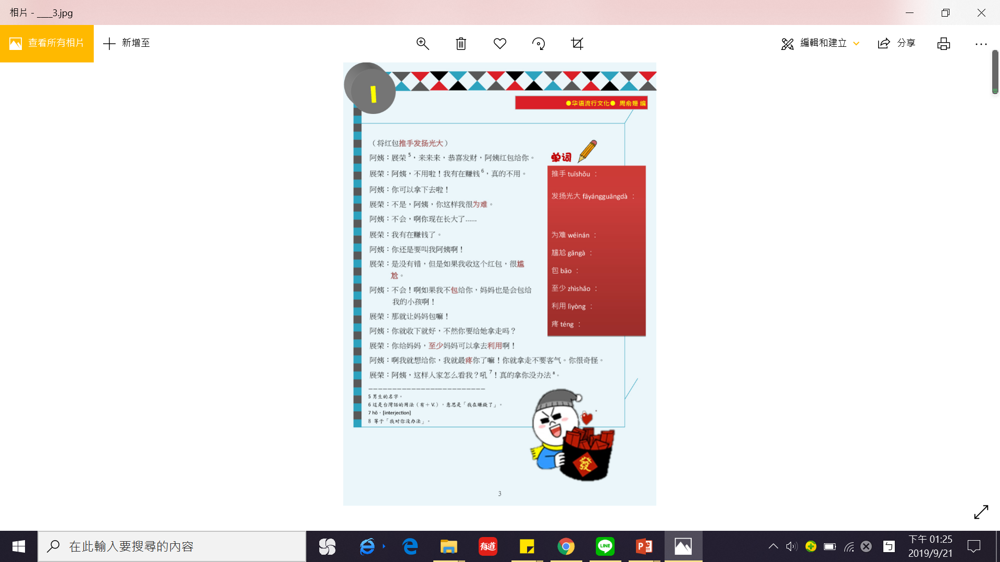 相片 - ____3.jpg
查看所有相片
新增至
編輯和建立
分享
1
●华语流行文化● 周俞姗 编
（将红包推手发扬光大）
阿姨：展荣5，来来来，恭喜发财，阿姨红包给你。
展荣：阿姨，不用啦！我有在赚钱6，真的不用。
阿姨：你可以拿下去啦！
展荣：不是，阿姨，你这样我很为难。
阿姨：不会，啊你现在长大了......
展荣：我有在赚钱了。
阿姨：你还是要叫我阿姨啊！
展荣：是没有错，但是如果我收这个红包，很尴
尬。
阿姨：不会！啊如果我不包给你，妈妈也是会包给
我的小孩啊！
展荣：那就让妈妈包嘛！
阿姨：你就收下就好，不然你要给她拿走吗？
展荣：你给妈妈，至少妈妈可以拿去利用啊！
阿姨：啊我就想给你，我就最疼你了嘛！你就拿走不要客气。你很奇怪。
展荣：阿姨，这样人家怎么看我？吼7！真的拿你没办法8。
单词
推手 tuīshǒu ：
发扬光大 fāyángguāngdà ：
为难 wéinán ：
尴尬 gāngà ：
包 bāo ：
至少 zhìshǎo ：
利用 lìyòng ：
疼 téng ：
5 男生的名字。
6 這是台灣話的用法（有＋ V.），意思是「我在賺錢了」。
7 hǒ，[interjection]
8 等于「我对你没办法」。
發
3
在此輸入要搜尋的內容
有道
LINE
ㄅ
下午 01:25
2019/9/21